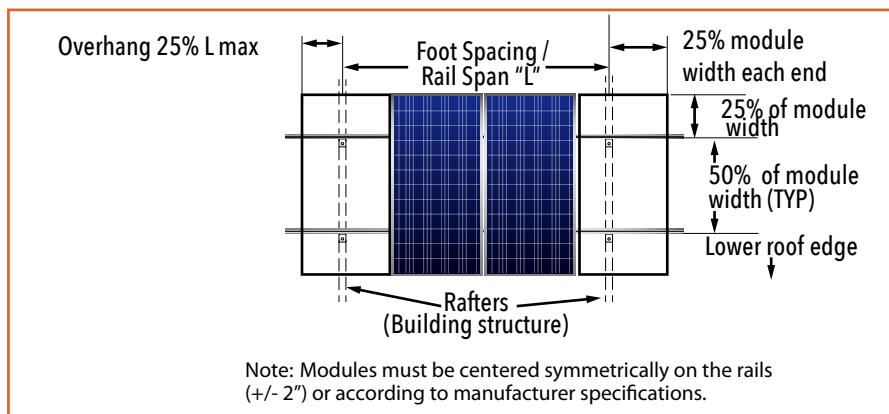 Overhang 25% L max
Foot Spacing /
Rail Span "L"
25% module
width each end
25% of module
width
50% of module
width (TYP)
Lower roof edge
Rafters
(Building structure)
Note: Modules must be centered symmetrically on the rails
(+/- 2") or according to manufacturer specifications.